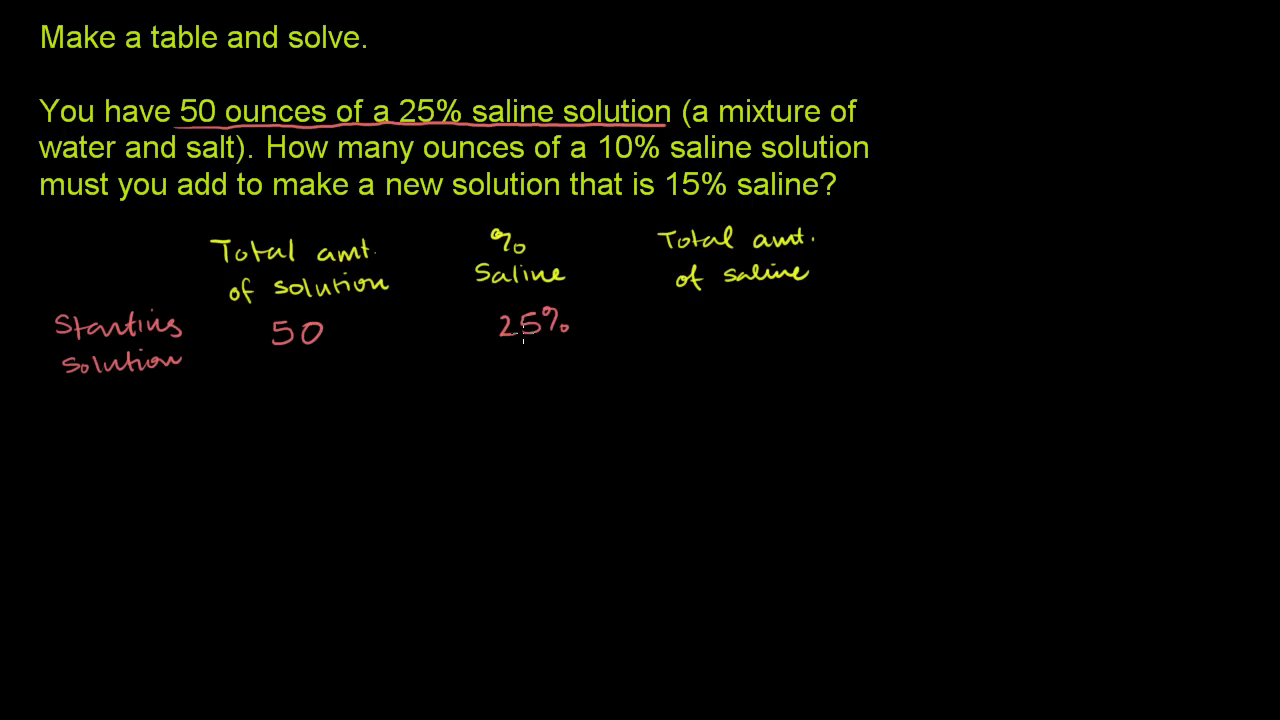 Make a table and solve.
You have 50 ounces of a 25% saline solution (a mixture of
water and salt). How many ounces of a 10% saline solution
must you add to make a new solution that is 15% saline?
Total amt. of solution
% Saline
Total amt. of saline
Starting solution
50
25%